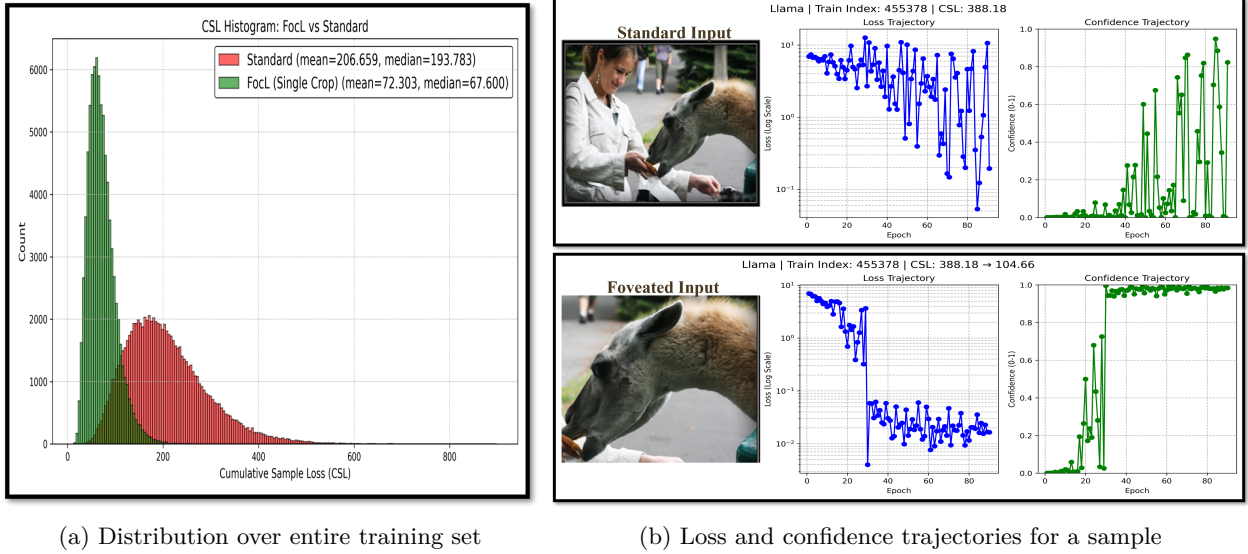 CSL Histogram: FocL vs Standard
Standard (mean=206.659, median=193.783)
FocL (Single Crop) (mean=72.303, median=67.600)
Count
6000
5000
4000
3000
2000
1000
0
0 200 400 600 800
Cumulative Sample Loss (CSL)
(a) Distribution over entire training set
Llama | Train Index: 455378 | CSL: 388.18
Standard Input
Loss Trajectory
Loss (Log Scale)
10¹
10⁰
10⁻¹
0 20 40 60 80
Epoch
Confidence Trajectory
Confidence (0-1)
1.0
0.8
0.6
0.4
0.2
0.0
0 20 40 60 80
Epoch
Llama | Train Index: 455378 | CSL: 388.18 → 104.66
Foveated Input
Loss Trajectory
Loss (Log Scale)
10¹
10⁰
10⁻¹
10⁻²
0 20 40 60 80
Epoch
Confidence Trajectory
Confidence (0-1)
1.0
0.8
0.6
0.4
0.2
0.0
0 20 40 60 80
Epoch
(b) Loss and confidence trajectories for a sample